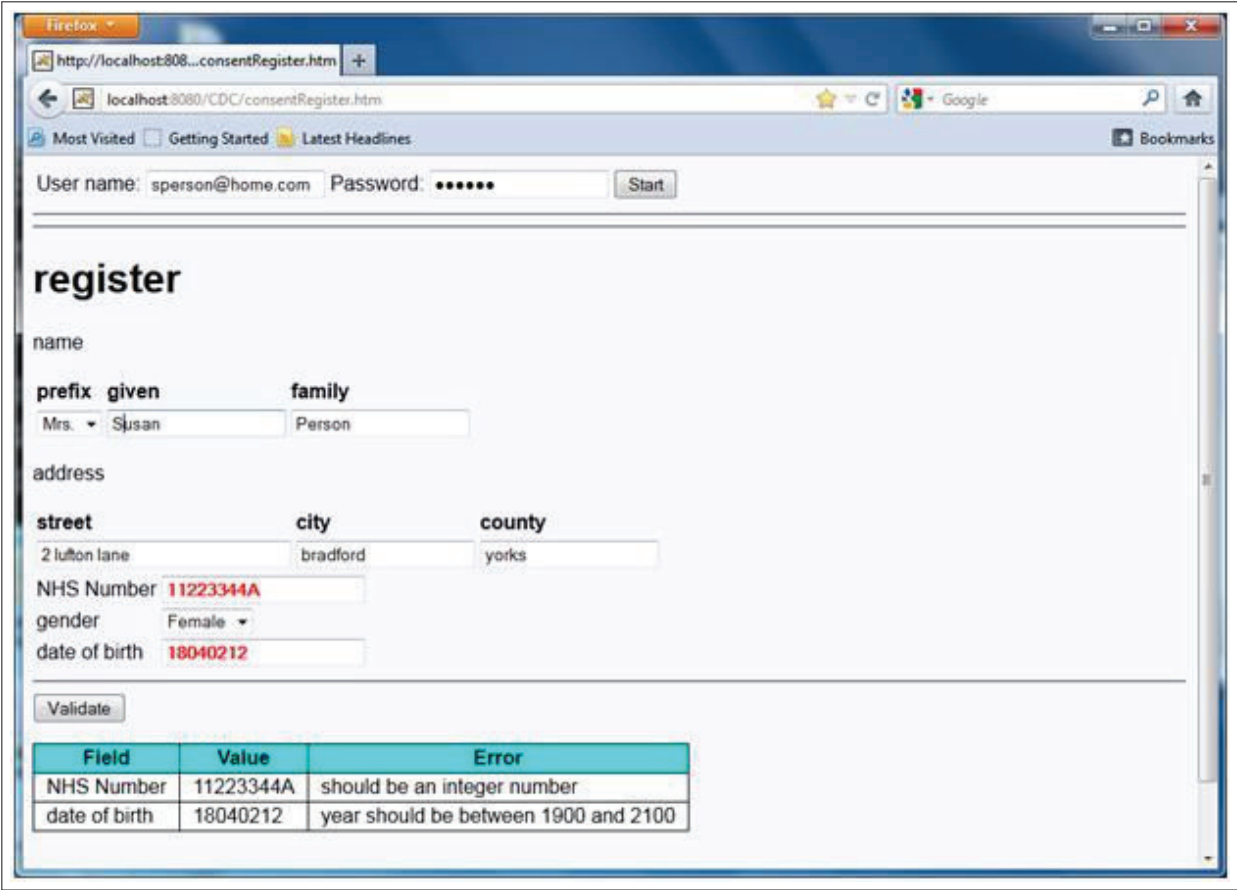 Firefox
http://localhost:808...consentRegister.htm +
localhost:8080/CDC/consentRegister.htm Google
Most Visited Getting Started Latest Headlines Bookmarks
User name: sperson@home.com Password: •••••• Start
register
name
prefix given family
Mrs. Susan Person
address
street city county
2 lufton lane bradford yorks
NHS Number 11223344A
gender Female
date of birth 18040212
Validate
Field Value Error
NHS Number 11223344A should be an integer number
date of birth 18040212 year should be between 1900 and 2100